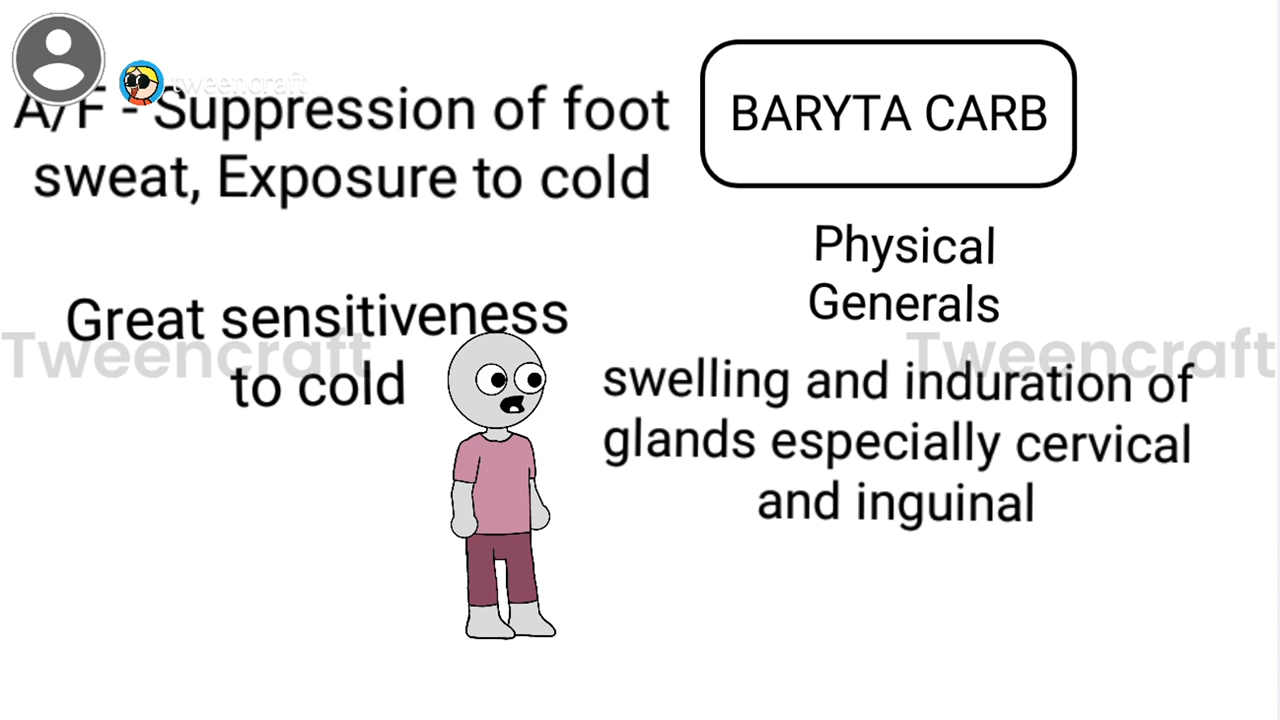 tweencraft
A/F - Suppression of foot
sweat, Exposure to cold
BARYTA CARB
Physical
Generals
Great sensitiveness
to cold
swelling and induration of
glands especially cervical
and inguinal
Tweencraft
Tweencraft